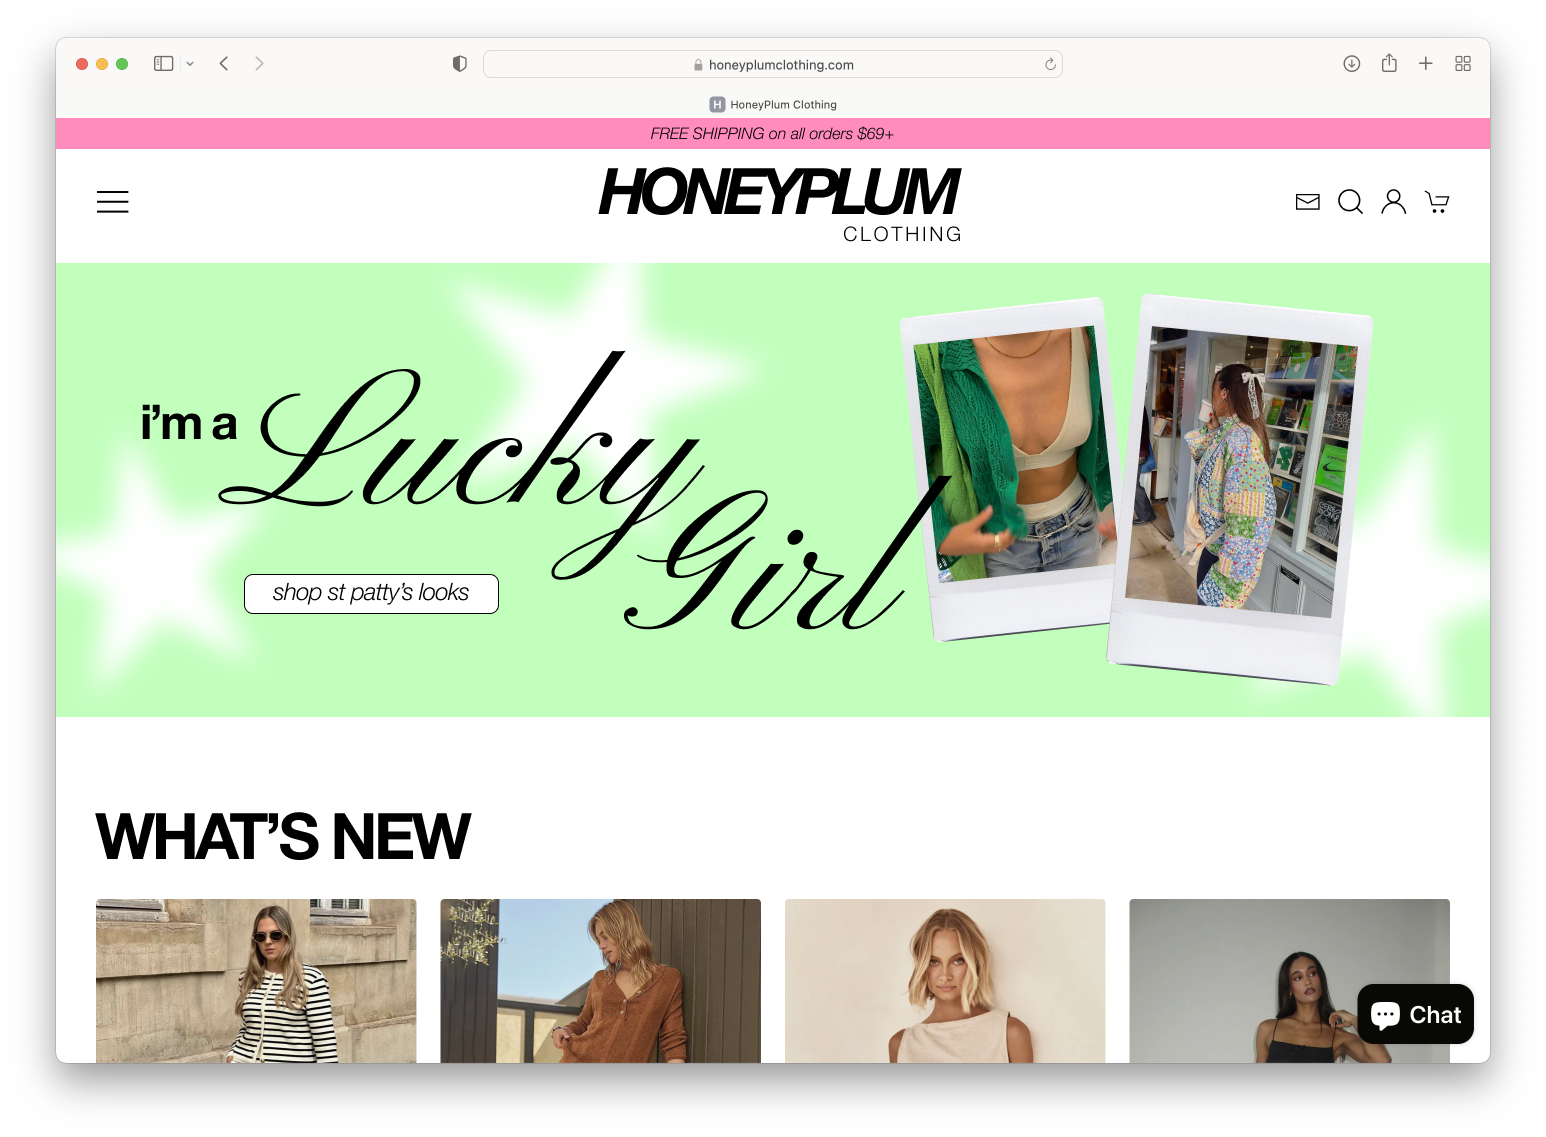 honeyplumclothing.com
H HoneyPlum Clothing
FREE SHIPPING on all orders $69+
HONEYPLUM
CLOTHING
i'm a Lucky
Girl
shop st patty's looks
WHAT'S NEW
Chat